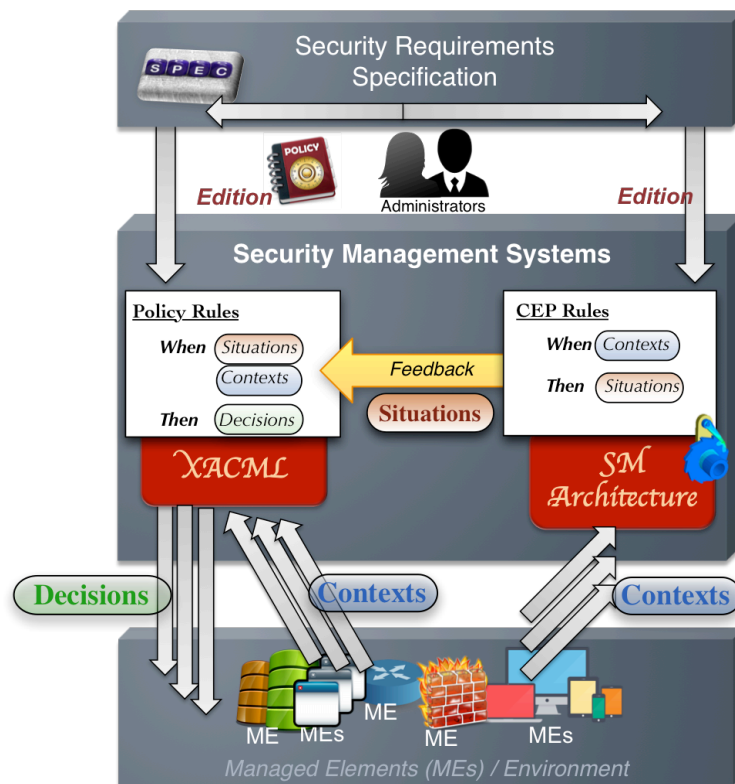 Security Requirements
Specification
SPEC
POLICY
Edition
Administrators
Edition
Security Management Systems
Policy Rules
When Situations
Contexts
Then Decisions
XACML
Feedback
Situations
CEP Rules
When Contexts
Then Situations
SM
Architecture
Decisions
Contexts
Contexts
ME
MEs
ME
ME
MEs
Managed Elements (MEs) / Environment